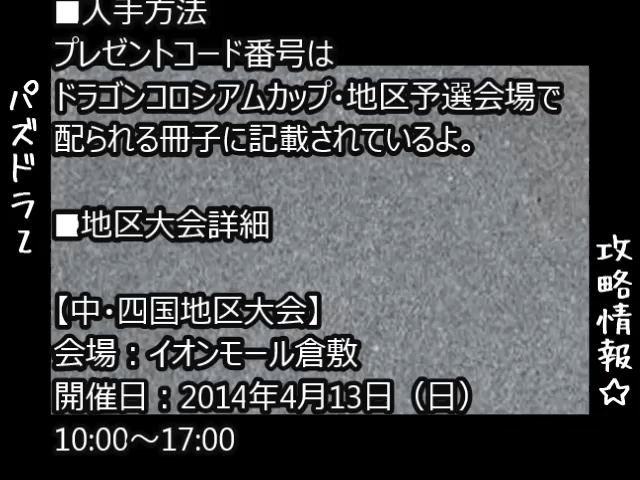 ■入手方法
プレゼントコード番号は
ドラゴンコロシアムカップ・地区予選会場で
配られる冊子に記載されているよ。
■地区大会詳細
【中・四国地区大会】
会場：イオンモール倉敷
開催日：2014年4月13日（日）
10:00～17:00
パズドラZ
攻略情報☆